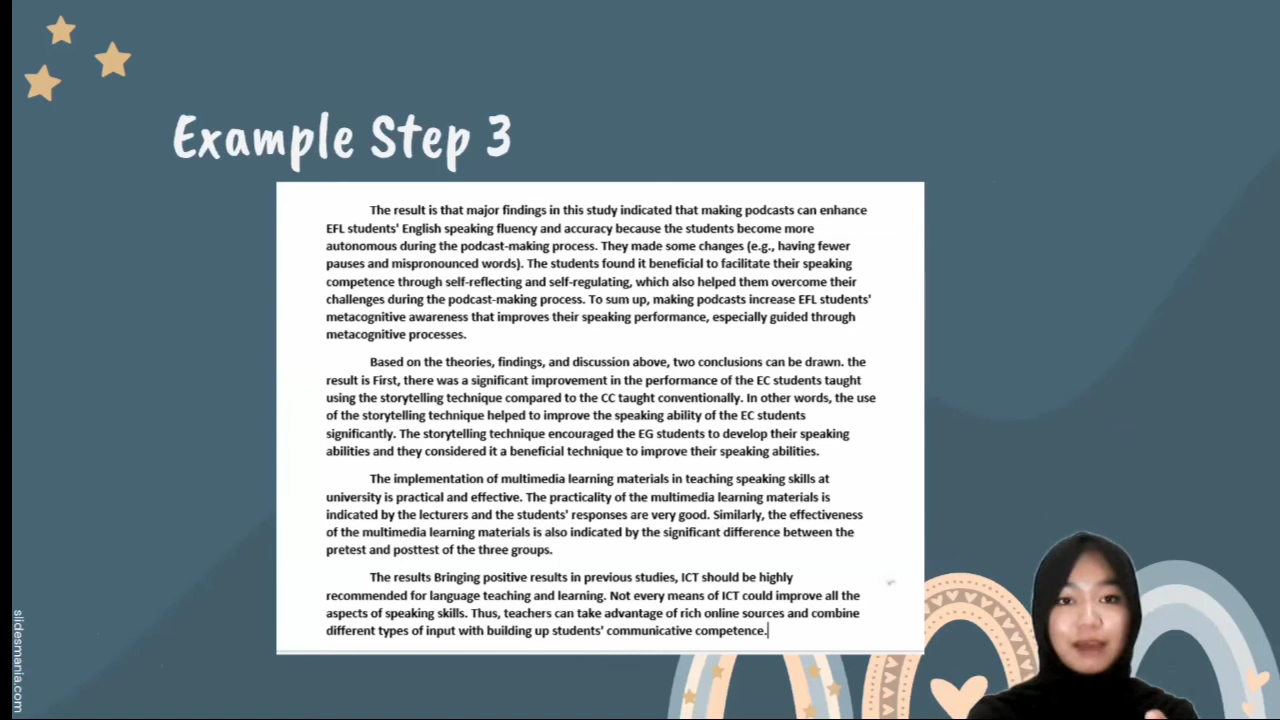 Example Step 3
The result is that major findings in this study indicated that making podcasts can enhance
EFL students' English speaking fluency and accuracy because the students become more
autonomous during the podcast-making process. They made some changes (e.g., having fewer
pauses and mispronounced words). The students found it beneficial to facilitate their speaking
competence through self-reflecting and self-regulating, which also helped them overcome their
challenges during the podcast-making process. To sum up, making podcasts increase EFL students'
metacognitive awareness that improves their speaking performance, especially guided through
metacognitive processes.
Based on the theories, findings, and discussion above, two conclusions can be drawn. the
result is First, there was a significant improvement in the performance of the EC students taught
using the storytelling technique compared to the CC taught conventionally. In other words, the use
of the storytelling technique helped to improve the speaking ability of the EC students
significantly. The storytelling technique encouraged the EG students to develop their speaking
abilities and they considered it a beneficial technique to improve their speaking abilities.
The implementation of multimedia learning materials in teaching speaking skills at
university is practical and effective. The practicality of the multimedia learning materials is
indicated by the lecturers and the students' responses are very good. Similarly, the effectiveness
of the multimedia learning materials is also indicated by the significant difference between the
pretest and posttest of the three groups.
The results Bringing positive results in previous studies, ICT should be highly
recommended for language teaching and learning. Not every means of ICT could improve all the
aspects of speaking skills. Thus, teachers can take advantage of rich online sources and combine
different types of input with building up students' communicative competence.
slidesmania.com